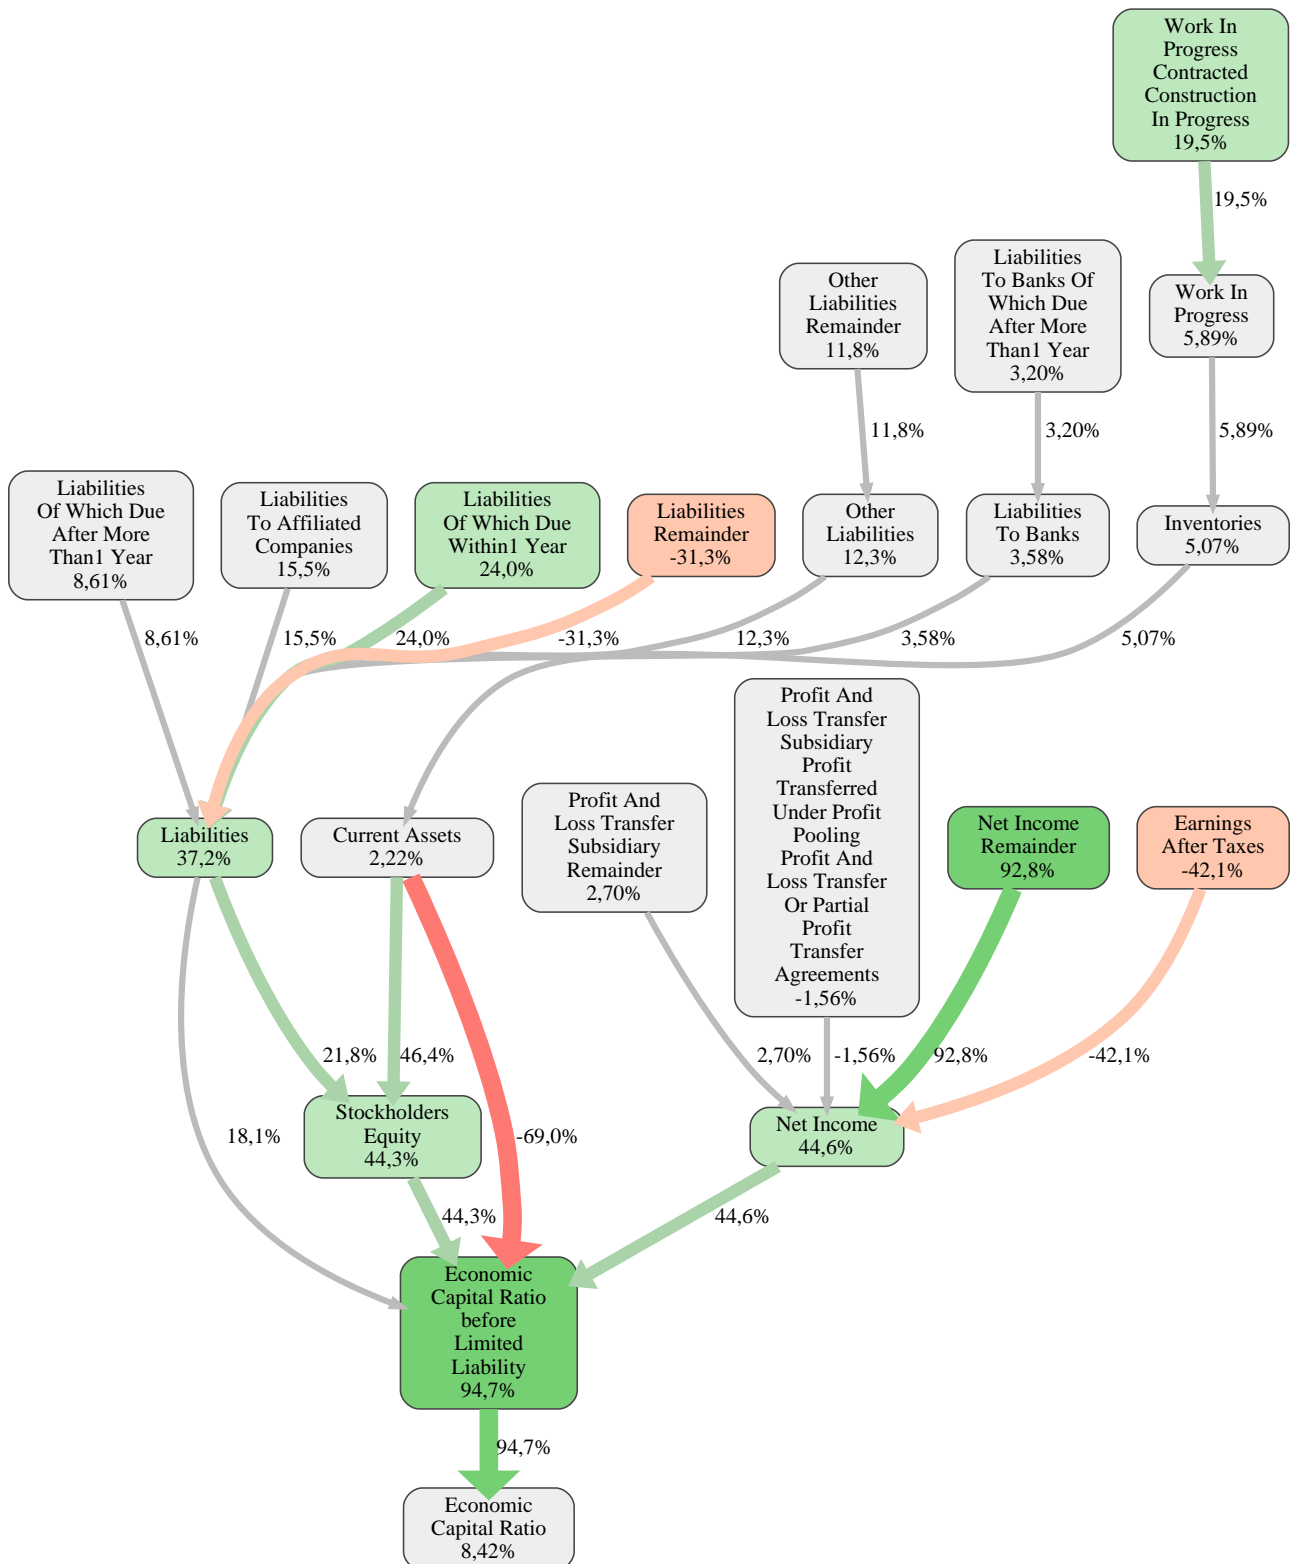 Work In
Progress
Contracted
Construction
In Progress
19,5%
19,5%
Other
Liabilities
Remainder
11,8%
Liabilities
To Banks Of
Which Due
After More
Than1 Year
3,20%
Work In
Progress
5,89%
11,8%
3,20%
5,89%
Liabilities
Of Which Due
After More
Than1 Year
8,61%
Liabilities
To Affiliated
Companies
15,5%
Liabilities
Of Which Due
Within1 Year
24,0%
Liabilities
Remainder
-31,3%
Other
Liabilities
12,3%
Liabilities
To Banks
3,58%
Inventories
5,07%
8,61%
15,5%
24,0%
-31,3%
12,3%
3,58%
5,07%
Liabilities
37,2%
Current Assets
2,22%
Profit And
Loss Transfer
Subsidiary
Remainder
2,70%
Profit And
Loss Transfer
Subsidiary
Profit
Transferred
Under Profit
Pooling
Profit And
Loss Transfer
Or Partial
Profit
Transfer
Agreements
-1,56%
Net Income
Remainder
92,8%
Earnings
After Taxes
-42,1%
21,8%
46,4%
2,70%
-1,56%
92,8%
-42,1%
Stockholders
Equity
44,3%
Net Income
44,6%
18,1%
-69,0%
44,3%
44,6%
Economic
Capital Ratio
before
Limited
Liability
94,7%
94,7%
Economic
Capital Ratio
8,42%